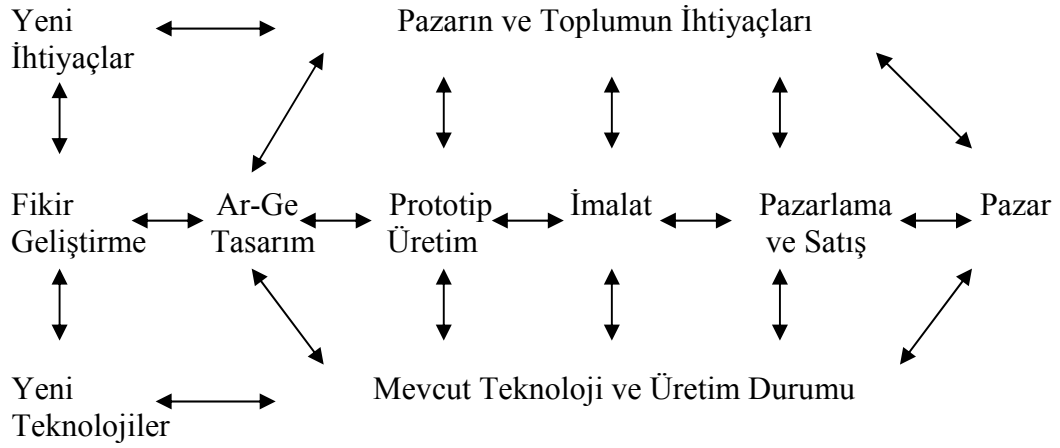 Yeni Pazarın ve Toplumun İhtiyaçları
İhtiyaçlar
Fikir Ar-Ge Prototip İmalat Pazarlama Pazar
Geliştirme Tasarım Üretim ve Satış
Yeni Mevcut Teknoloji ve Üretim Durumu
Teknolojiler